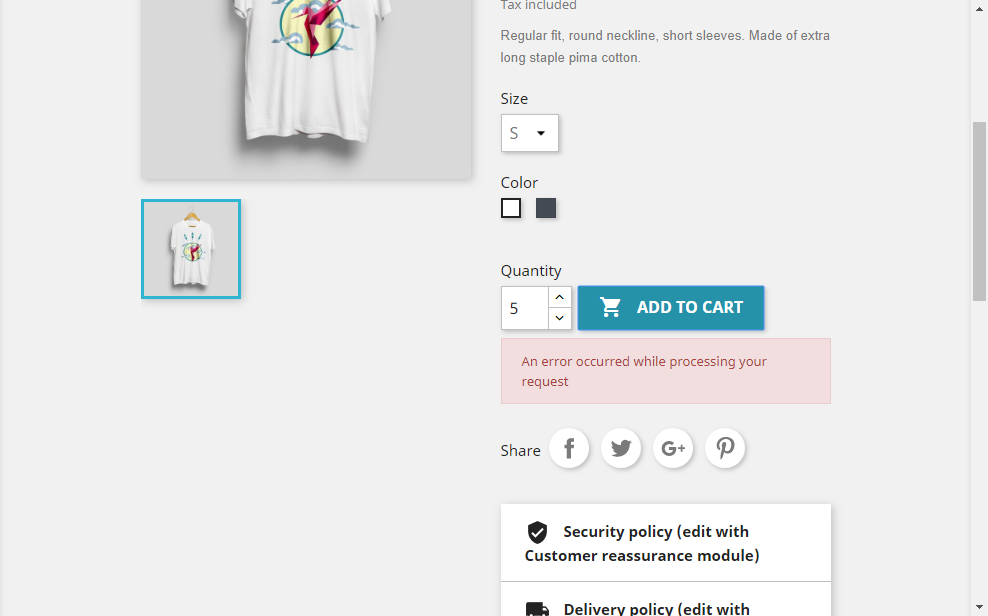 Tax included
Regular fit, round neckline, short sleeves. Made of extra
long staple pima cotton.
Size
S
Color
Quantity
5
ADD TO CART
An error occurred while processing your
request
Share
Security policy (edit with
Customer reassurance module)
Delivery policy (edit with